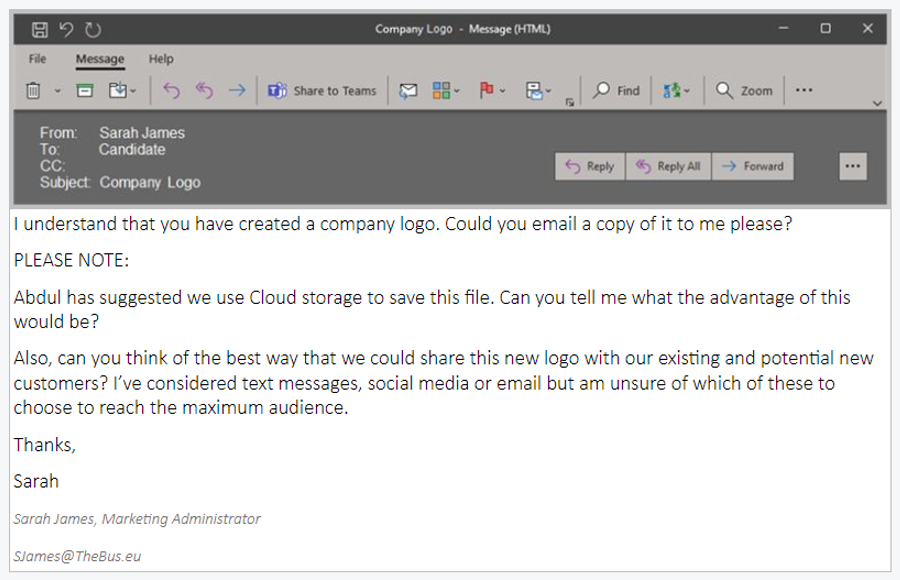 Company Logo - Message (HTML)
File Message Help
Share to Teams Find Zoom
From: Sarah James
To: Candidate
CC:
Reply Reply All Forward
Subject: Company Logo
I understand that you have created a company logo. Could you email a copy of it to me please?
PLEASE NOTE:
Abdul has suggested we use Cloud storage to save this file. Can you tell me what the advantage of this
would be?
Also, can you think of the best way that we could share this new logo with our existing and potential new
customers? I’ve considered text messages, social media or email but am unsure of which of these to
choose to reach the maximum audience.
Thanks,
Sarah
Sarah James, Marketing Administrator
SJames@TheBus.eu